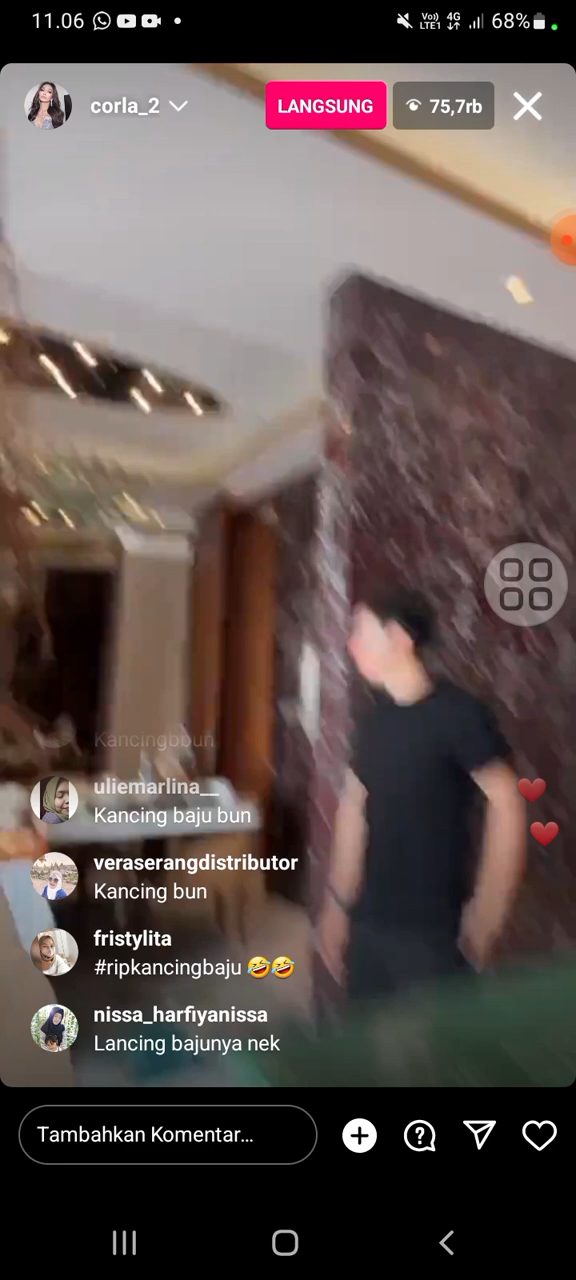 11.06
Vo))
LTE1
4G
68%
corla_2
LANGSUNG
75,7rb
Kancingbbun
uliemarlina__
Kancing baju bun
veraserangdistributor
Kancing bun
fristylita
#ripkancingbaju 🤣🤣
nissa_harfiyanissa
Lancing bajunya nek
Tambahkan Komentar...